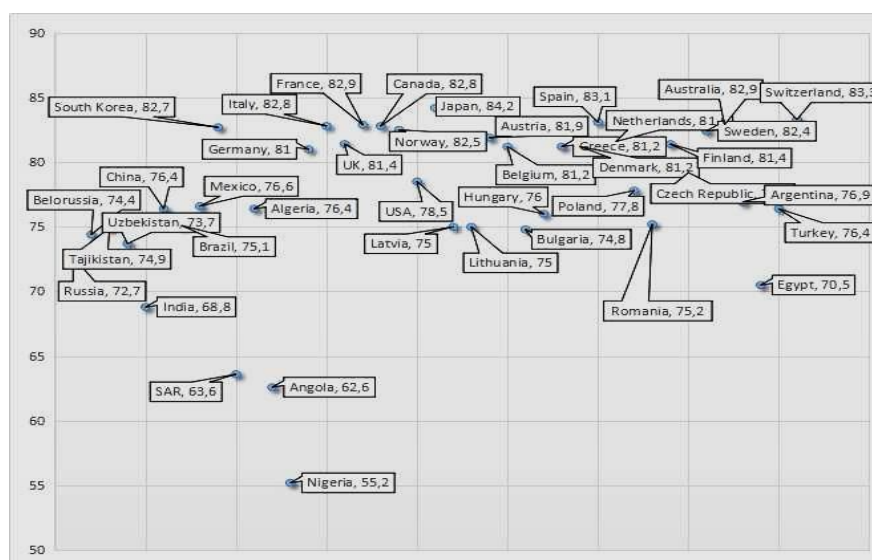 90
85
80
75
70
65
60
55
50
South Korea, 82,7
Italy, 82,8
France, 82,9
Canada, 82,8
Japan, 84,2
Spain, 83,1
Australia, 82,9
Switzerland, 83,3
Germany, 81
UK, 81,4
Norway, 82,5
Austria, 81,9
Netherlands, 81
Sweden, 82,4
Greece, 81,2
Belgium, 81,2
Denmark, 81,2
Finland, 81,4
China, 76,4
Mexico, 76,6
Algeria, 76,4
USA, 78,5
Hungary, 76
Poland, 77,8
Czech Republic,
Argentina, 76,9
Belorussia, 74,4
Uzbekistan, 73,7
Brazil, 75,1
Latvia, 75
Lithuania, 75
Bulgaria, 74,8
Turkey, 76,4
Tajikistan, 74,9
Russia, 72,7
India, 68,8
Romania, 75,2
Egypt, 70,5
SAR, 63,6
Angola, 62,6
Nigeria, 55,2